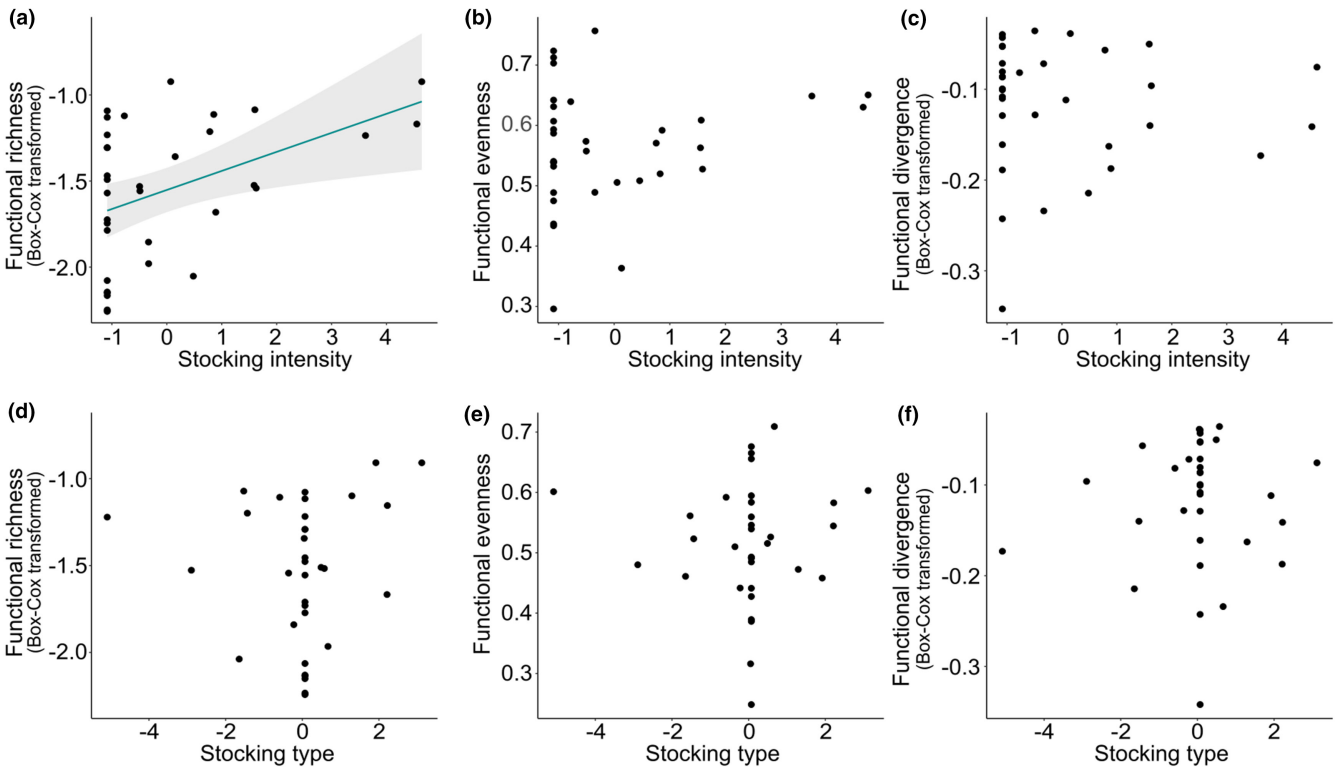 (a)
Functional richness
(Box-Cox transformed)
-1.0
-1.5
-2.0
-1 0 1 2 3 4
Stocking intensity
(b)
Functional evenness
0.7
0.6
0.5
0.4
0.3
-1 0 1 2 3 4
Stocking intensity
(c)
Functional divergence
(Box-Cox transformed)
-0.1
-0.2
-0.3
-1 0 1 2 3 4
Stocking intensity
(d)
Functional richness
(Box-Cox transformed)
-1.0
-1.5
-2.0
-4 -2 0 2
Stocking type
(e)
Functional evenness
0.7
0.6
0.5
0.4
0.3
-4 -2 0 2
Stocking type
(f)
Functional divergence
(Box-Cox transformed)
-0.1
-0.2
-0.3
-4 -2 0 2
Stocking type